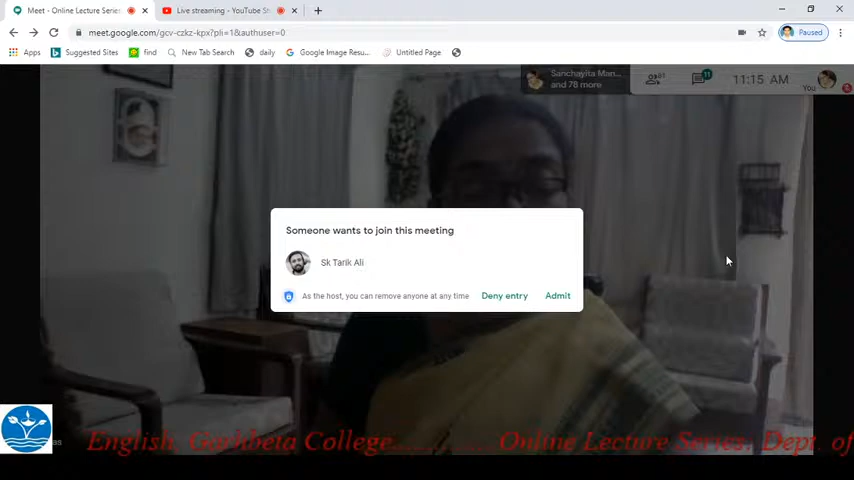 Meet - Online Lecture Series:
Live streaming - YouTube St
meet.google.com/gcv-czkz-kpx?pli=1&authuser=0
Paused
Apps
Suggested Sites
find
New Tab Search
daily
Google Image Resu...
Untitled Page
Sanchayita Man...
and 78 more
81
11
11:15 AM
You
Someone wants to join this meeting
Sk Tarik Ali
As the host, you can remove anyone at any time
Deny entry
Admit
English, Garhbeta College............ Online Lecture Series: Dept. of